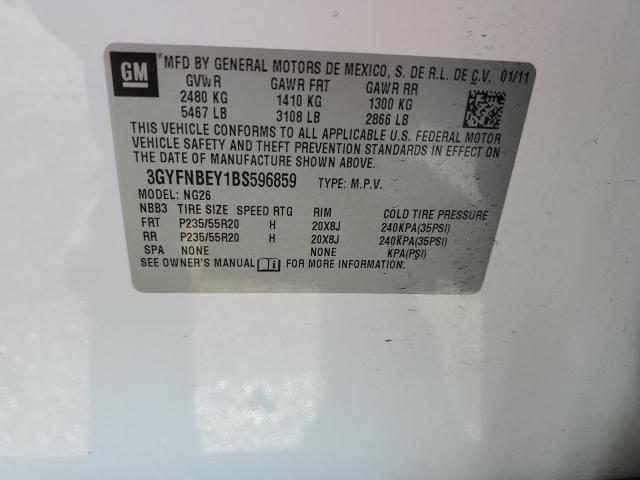 GM
MFD BY GENERAL MOTORS DE MEXICO, S. DE R.L. DE C.V. 01/11
GVWR GAWR FRT GAWR RR
2480 KG 1410 KG 1300 KG
5467 LB 3108 LB 2866 LB
THIS VEHICLE CONFORMS TO ALL APPLICABLE U.S. FEDERAL MOTOR
VEHICLE SAFETY AND THEFT PREVENTION STANDARDS IN EFFECT ON
THE DATE OF MANUFACTURE SHOWN ABOVE.
3GYFNBEY1BS596859 TYPE: M.P.V.
MODEL: NG26
NBB3 TIRE SIZE SPEED RTG RIM COLD TIRE PRESSURE
FRT P235/55R20 H 20X8J 240KPA(35PSI)
RR P235/55R20 H 20X8J 240KPA(35PSI)
SPA NONE NONE KPA(PSI)
SEE OWNER'S MANUAL FOR MORE INFORMATION.